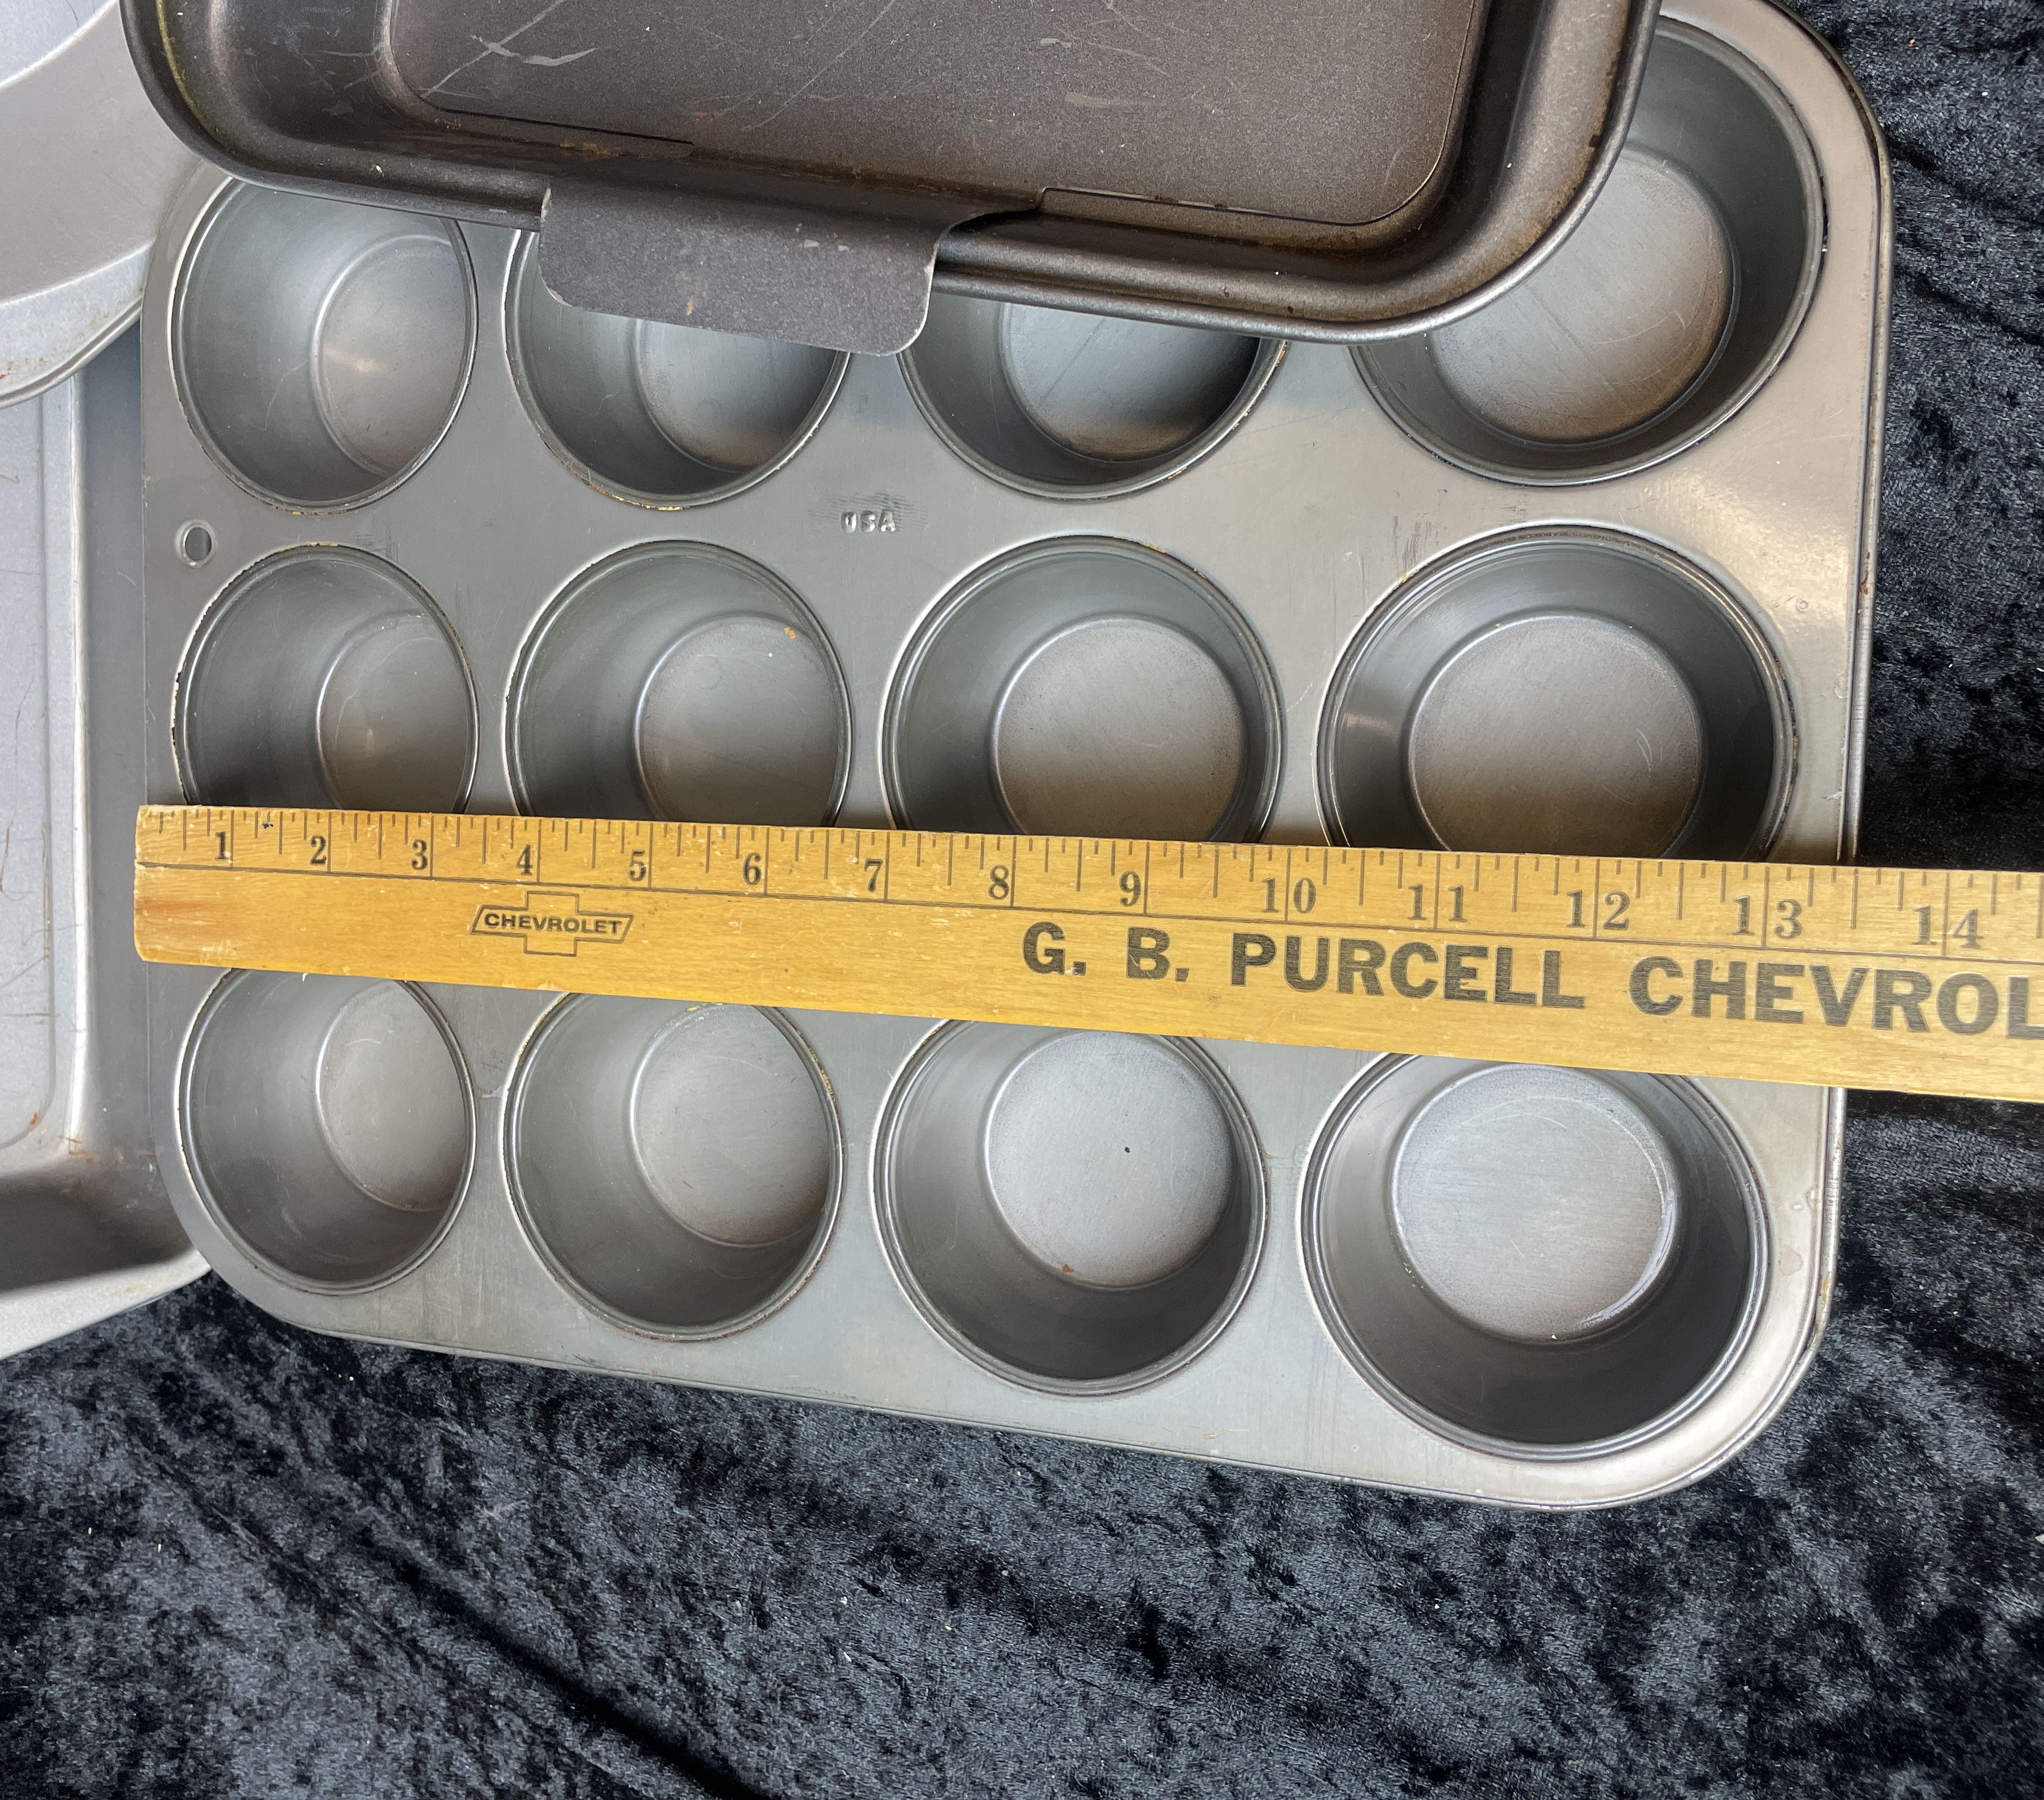 USA
1 2 3 4 5 6 7 8 9 10 11 12 13 14
CHEVROLET
G. B. PURCELL CHEVROL